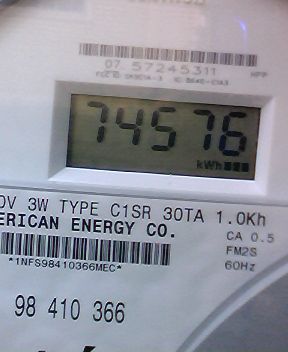 07 57245311
74576
kWh
0V 3W TYPE C1SR 30TA 1.0Kh
ERICAN ENERGY CO.
CA 0.5
FM2S
*1NFS98410366MEC*
60Hz
98 410 366